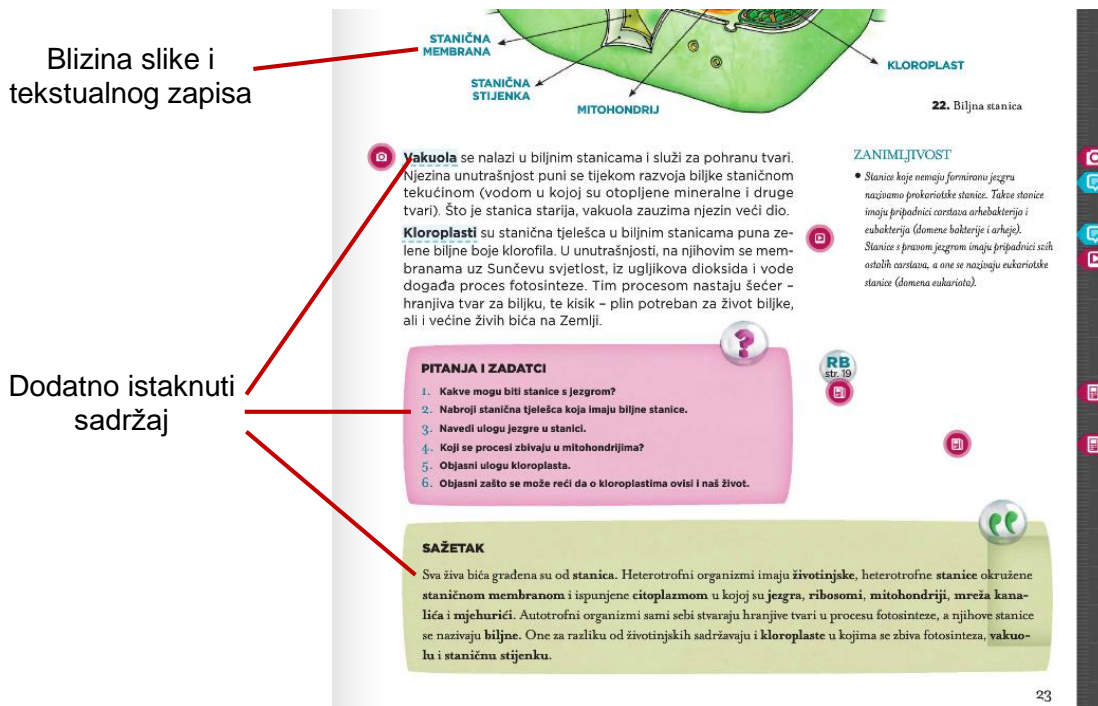 Blizina slike i
tekstualnog zapisa
Dodatno istaknuti
sadržaj
STANIČNA
MEMBRANA
STANIČNA
STIJENKA
MITOHONDRIJ
KLOROPLAST
22. Biljna stanica
Vakuola se nalazi u biljnim stanicama i služi za pohranu tvari.
Njezina unutrašnjost puni se tijekom razvoja biljke staničnom
tekućinom (vodom u kojoj su otopljene mineralne i druge
tvari). Što je stanica starija, vakuola zauzima njezin veći dio.
Kloroplasti su stanična tjelešca u biljnim stanicama puna ze-
lene biljne boje klorofila. U unutrašnjosti, na njihovim se mem-
branama uz Sunčevu svjetlost, iz ugljikova dioksida i vode
događa proces fotosinteze. Tim procesom nastaju šećer –
hranjiva tvar za biljku, te kisik – plin potreban za život biljke,
ali i većine živih bića na Zemlji.
ZANIMLJIVOST
• Stanice koje nemaju formiranu jezgru
nazivamo prokariotske stanice. Takve stanice
imaju pripadnici carstava arhebakterija i
eubakterija (domene bakterije i arheje).
Stanice s pravom jezgrom imaju pripadnici svih
ostalih carstava, a one se nazivaju eukariotske
stanice (domena eukariota).
?
PITANJA I ZADATCI
1. Kakve mogu biti stanice s jezgrom?
2. Nabroji stanična tjelešca koja imaju biljne stanice.
3. Navedi ulogu jezgre u stanici.
4. Koji se procesi zbivaju u mitohondrijima?
5. Objasni ulogu kloroplasta.
6. Objasni zašto se može reći da o kloroplastima ovisi i naš život.
RB
str. 19
SAŽETAK
Sva živa bića građena su od stanica. Heterotrofni organizmi imaju životinjske, heterotrofne stanice okružene
staničnom membranom i ispunjene citoplazmom u kojoj su jezgra, ribosomi, mitohondriji, mreža kana-
lića i mjehurići. Autotrofni organizmi sami sebi stvaraju hranjive tvari u procesu fotosinteze, a njihove stanice
se nazivaju biljne. One za razliku od životinjskih sadržavaju i kloroplaste u kojima se zbiva fotosinteza, vakuo-
lu i staničnu stijenku.
23